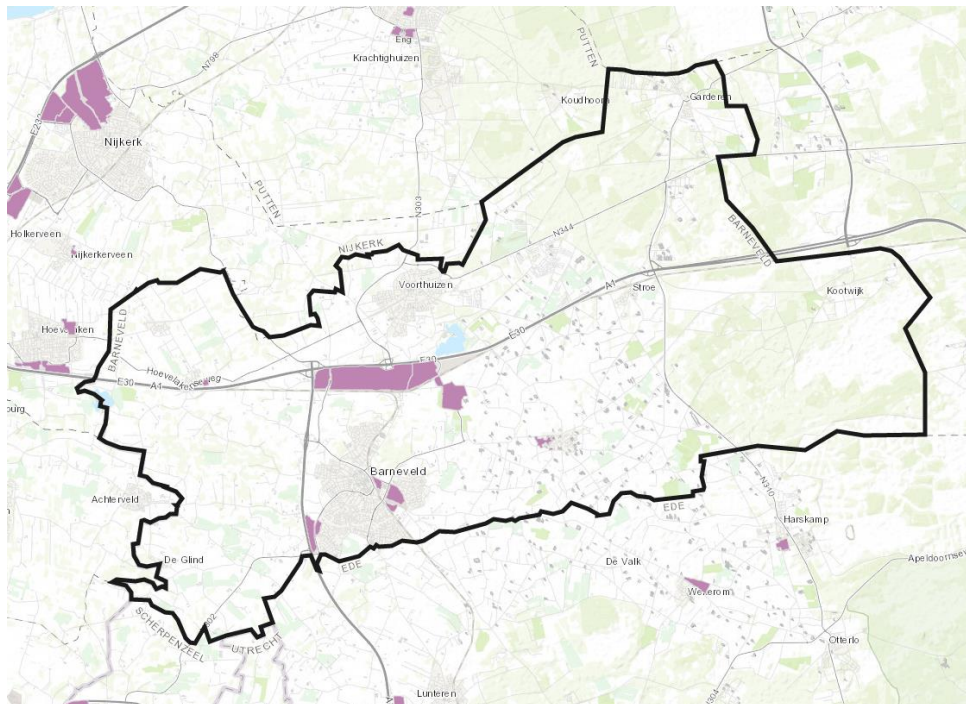 Eng
Krachtighuizen
PUTTEN
N798
Koudhoorn
Garderen
E232
Nijkerk
PUTTEN
N303
Holkerveen
NIJKERK
N344
BARNEVELD
Nijkerkerveen
Voorthuizen
A1
Stroe
Kootwijk
Hoevelaken
BARNEVELD
E30
E30
Hoevelakenseweg
E30
A1
burg
Barneveld
Achterveld
N310
EDE
Harskamp
De Glind
EDE
De Valk
Apeldoornsew
Wekerom
SCHERPENZEEL
UTRECHT
Otterlo
Lunteren
A
N304